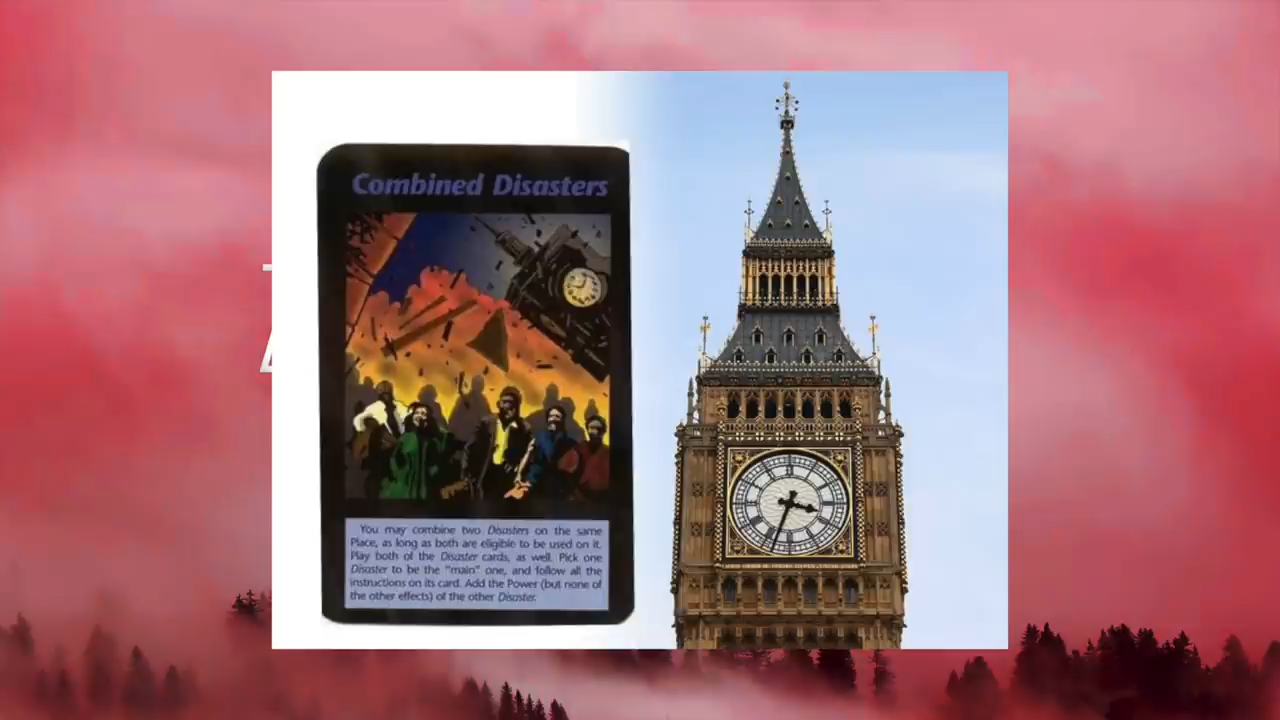 Combined Disasters
You may combine two Disasters on the same
Place, as long as both are eligible to be used on it.
Play both of the Disaster cards, as well. Pick one
Disaster to be the "main" one, and follow all the
instructions on its card. Add the Power (but none of
the other effects) of the other Disaster.